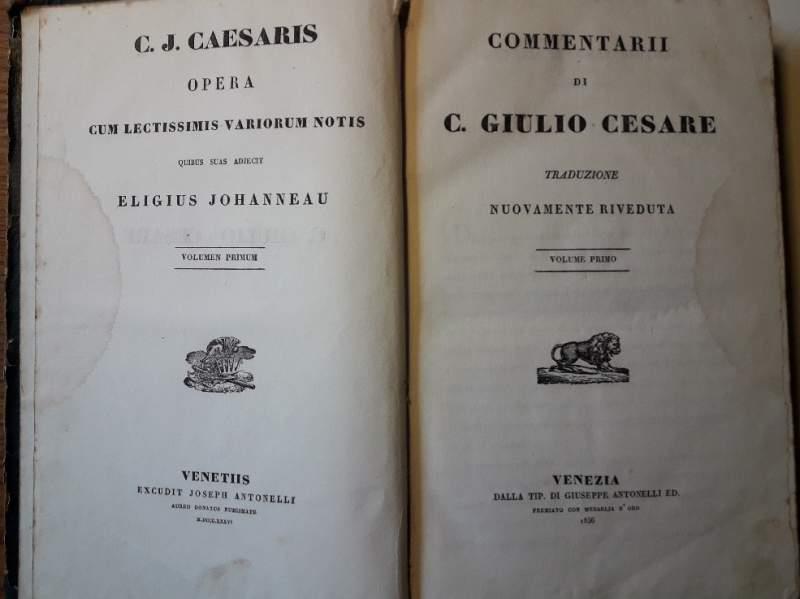 C. J. CAESARIS
OPERA
CUM LECTISSIMIS VARIORUM NOTIS
QUIBUS SUAS ADJECIT
ELIGIUS JOHANNEAU
VOLUMEN PRIMUM
VENETIIS
EXCUDIT JOSEPH ANTONELLI
AUREO DONATUS NUMISMATE
M.DCCC.XXXVI
COMMENTARII
DI
C. GIULIO CESARE
TRADUZIONE
NUOVAMENTE RIVEDUTA
VOLUME PRIMO
VENEZIA
DALLA TIP. DI GIUSEPPE ANTONELLI ED.
PREMIATO CON MEDAGLIA D' ORO
1836